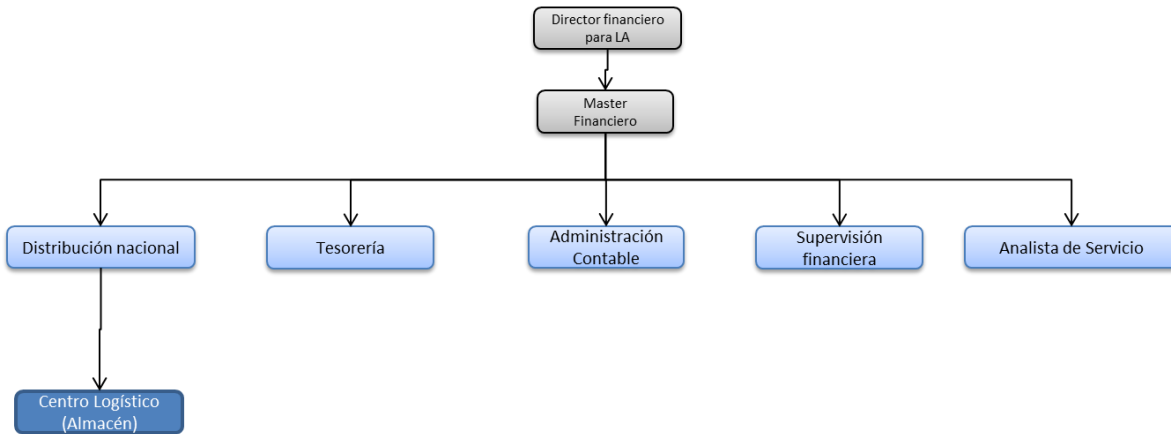 Director financiero
para LA
Master
Financiero
Distribución nacional
Tesorería
Administración
Contable
Supervisión
financiera
Analista de Servicio
Centro Logístico
(Almacén)